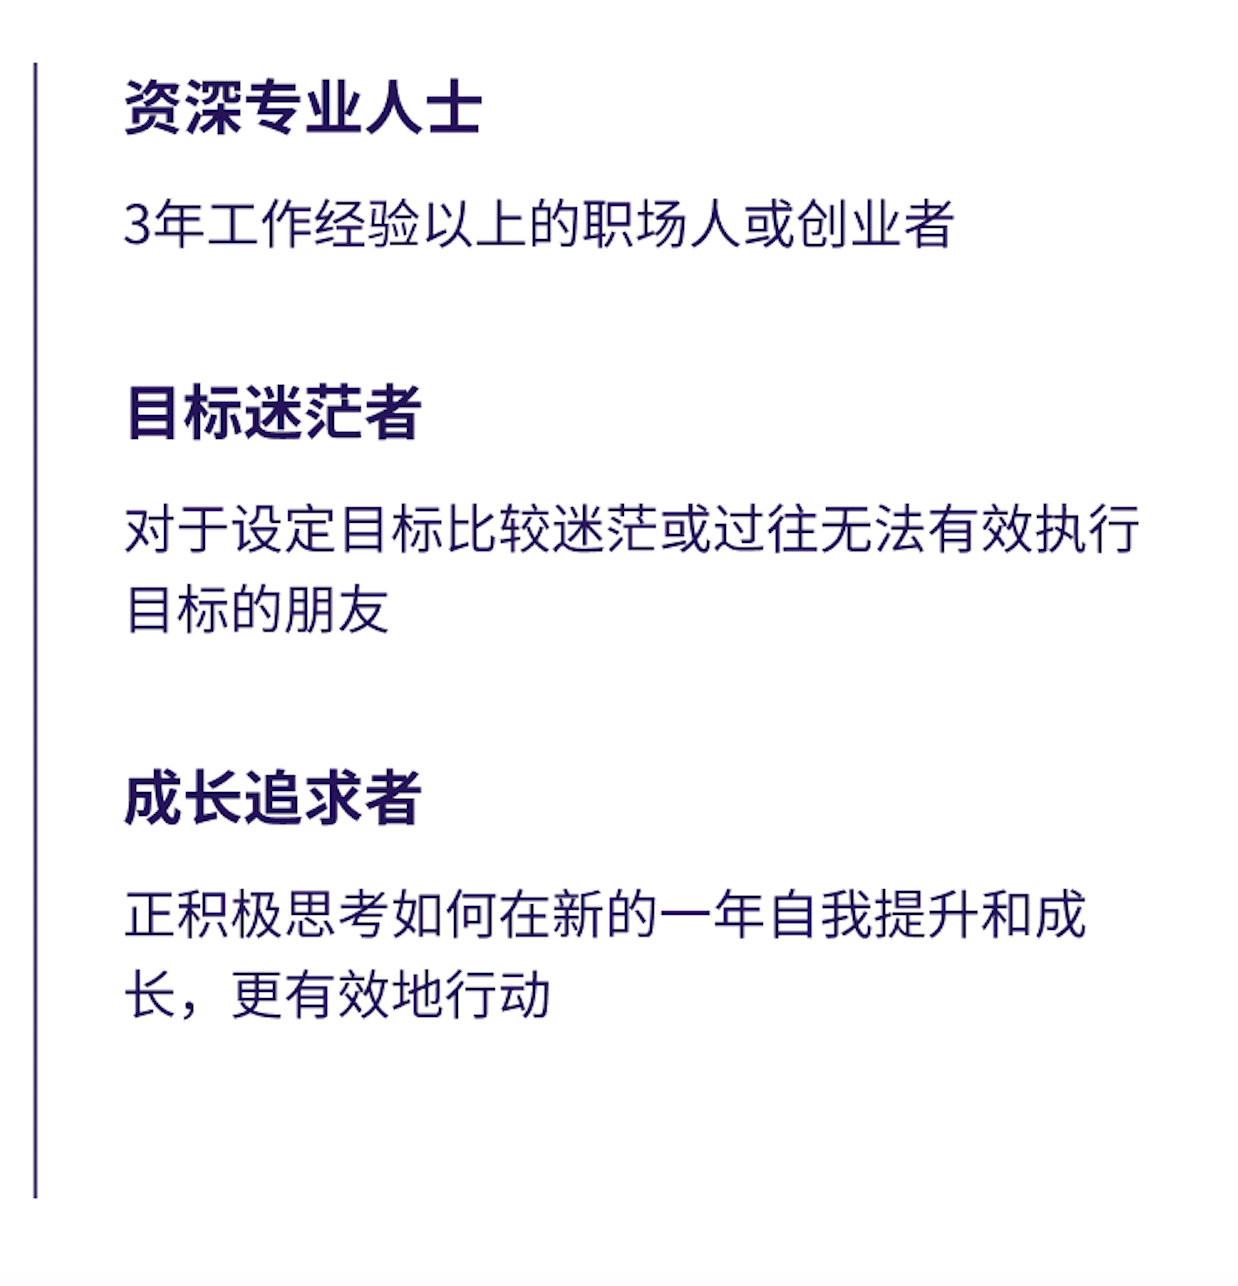 资深专业人士
3年工作经验以上的职场人或创业者
目标迷茫者
对于设定目标比较迷茫或过往无法有效执行
目标的朋友
成长追求者
正积极思考如何在新的一年自我提升和成
长，更有效地行动